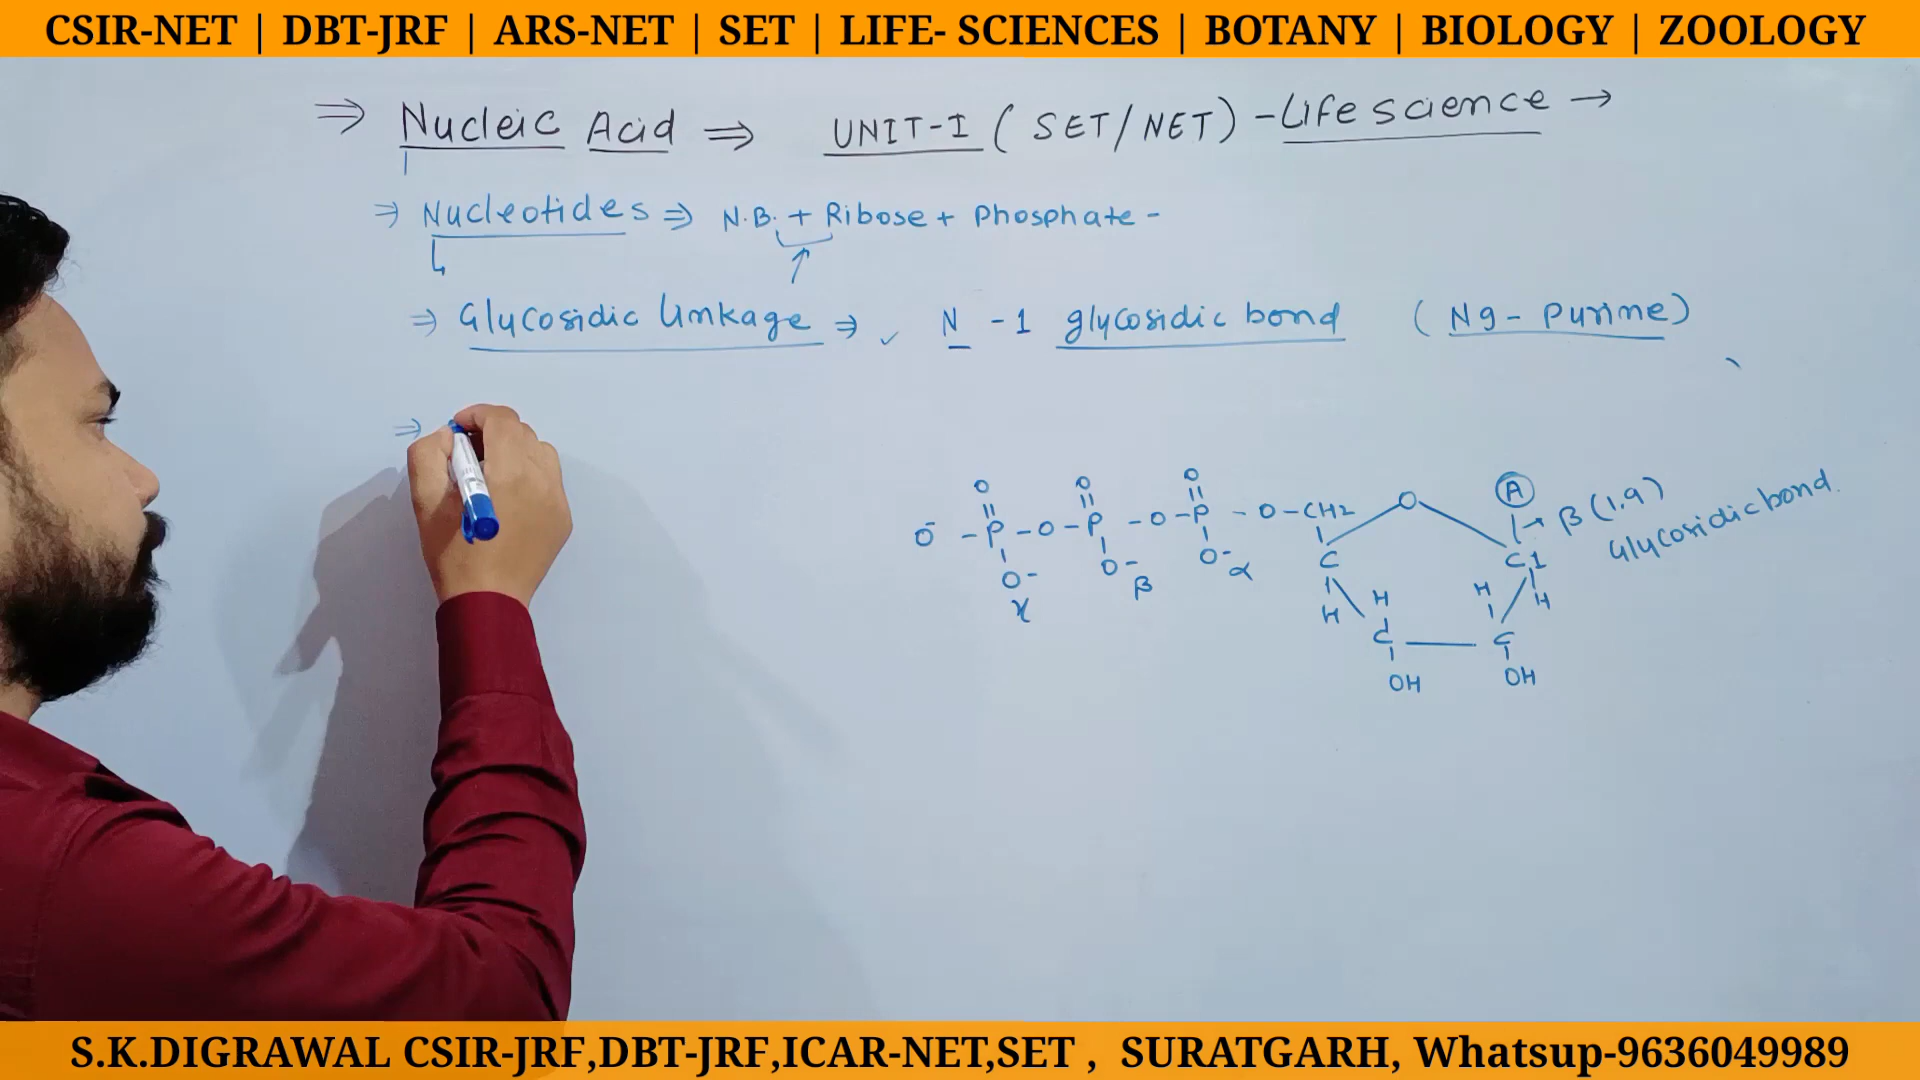 CSIR-NET | DBT-JRF | ARS-NET | SET | LIFE- SCIENCES | BOTANY | BIOLOGY | ZOOLOGY
⇒ Nucleic Acid ⇒ UNIT-I ( SET/NET) - Life science →
⇒ Nucleotides ⇒ N.B. + Ribose + Phosphate -
⇒ Glycosidic linkage ⇒ ✓ N - 1 glycosidic bond ( N9 - Purine)
⇒
O O O A
β (1,9)
Glycosidic bond.
O⁻ - P - O - P - O - P - O - CH2 O
O- O- O- C C1
γ β α
H H H H
C C
OH OH
S.K.DIGRAWAL CSIR-JRF,DBT-JRF,ICAR-NET,SET , SURATGARH, Whatsup-9636049989